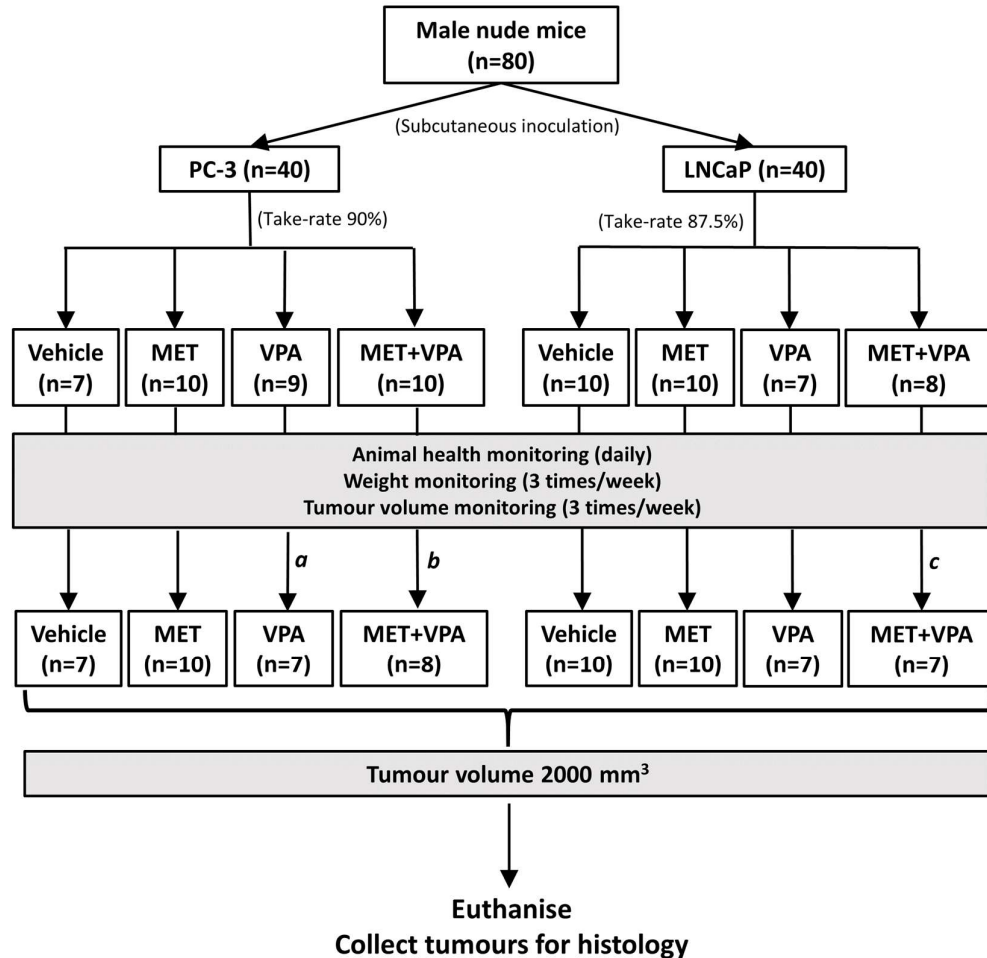 Male nude mice
(n=80)
(Subcutaneous inoculation)
PC-3 (n=40)
LNCaP (n=40)
(Take-rate 90%)
(Take-rate 87.5%)
Vehicle
(n=7)
MET
(n=10)
VPA
(n=9)
MET+VPA
(n=10)
Vehicle
(n=10)
MET
(n=10)
VPA
(n=7)
MET+VPA
(n=8)
Animal health monitoring (daily)
Weight monitoring (3 times/week)
Tumour volume monitoring (3 times/week)
a
b
c
Vehicle
(n=7)
MET
(n=10)
VPA
(n=7)
MET+VPA
(n=8)
Vehicle
(n=10)
MET
(n=10)
VPA
(n=7)
MET+VPA
(n=7)
Tumour volume 2000 mm³
Euthanise
Collect tumours for histology